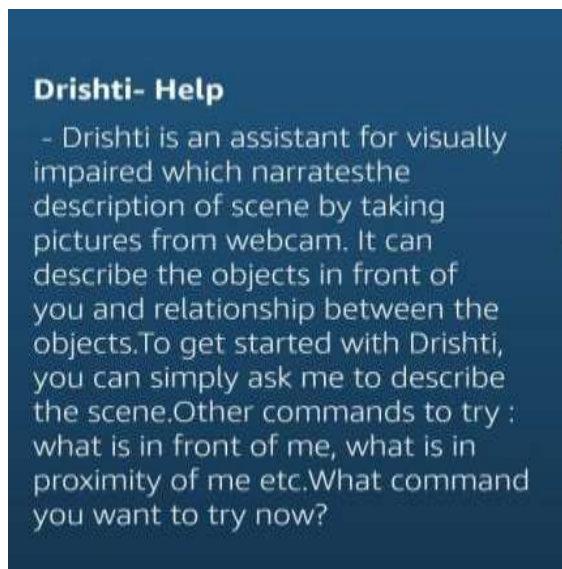 Drishti- Help
- Drishti is an assistant for visually
impaired which narratesthe
description of scene by taking
pictures from webcam. It can
describe the objects in front of
you and relationship between the
objects.To get started with Drishti,
you can simply ask me to describe
the scene.Other commands to try :
what is in front of me, what is in
proximity of me etc.What command
you want to try now?